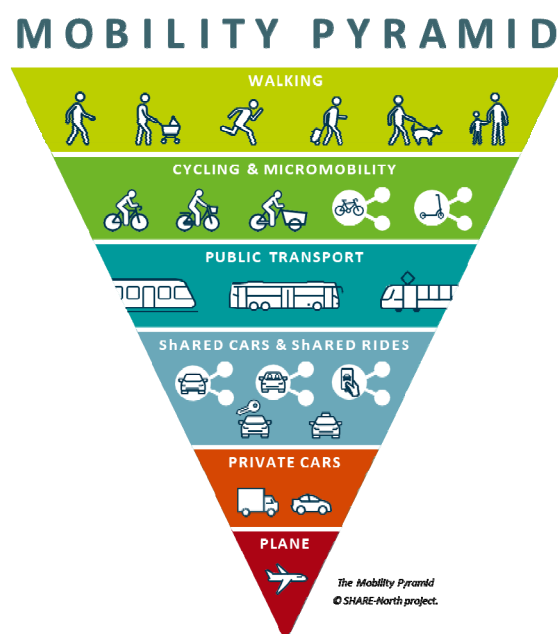 MOBILITY PYRAMID
WALKING
CYCLING & MICROMOBILITY
PUBLIC TRANSPORT
ShARED CARS & ShARED RIDES
PRIVATE CARS
PLANE
The Mobility Pyramid
© SHARE-North project.